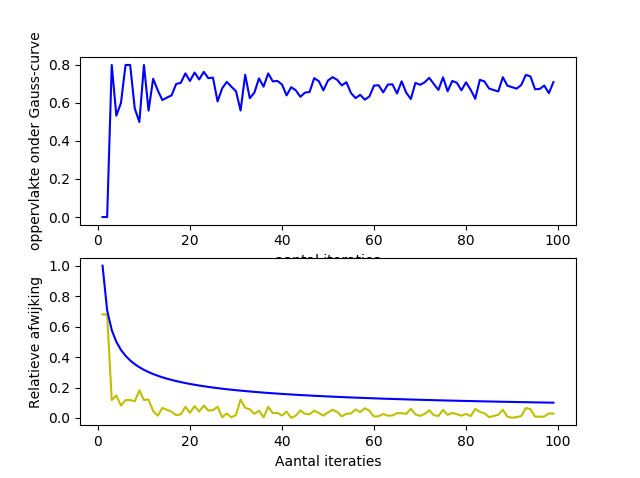 oppervlakte onder Gauss-curve
0.8
0.6
0.4
0.2
0.0
0 20 40 60 80 100
aantal iteraties
Relatieve afwijking
1.0
0.8
0.6
0.4
0.2
0.0
0 20 40 60 80 100
Aantal iteraties